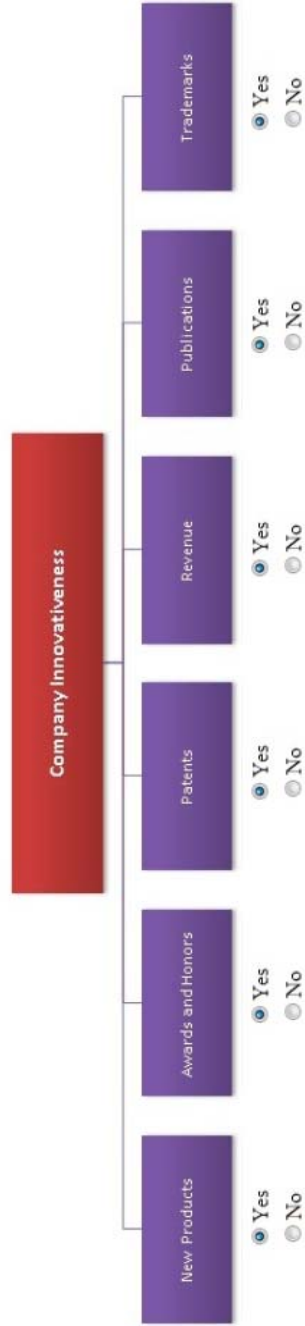 Company Innovativeness
New Products
Awards and Honors
Patents
Revenue
Publications
Trademarks
Yes
No
Yes
No
Yes
No
Yes
No
Yes
No
Yes
No